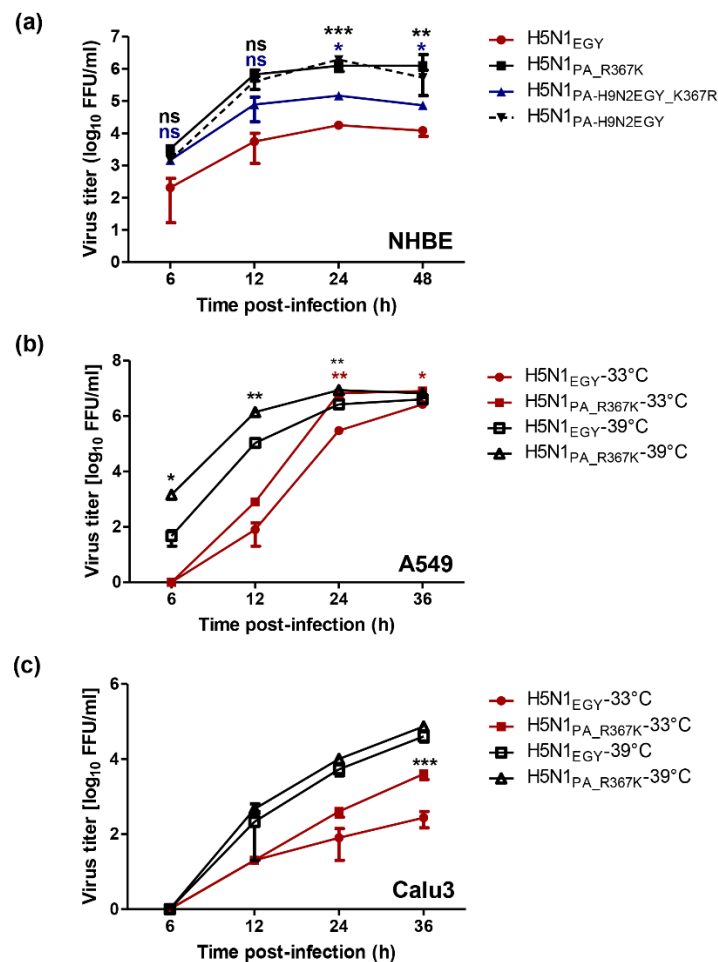 (a)
Virus titer (log10 FFU/ml)
7
6
5
4
3
2
1
0
ns
ns
ns
ns
***
*
**
*
6
12
24
48
NHBE
Time post-infection (h)
H5N1EGY
H5N1PA_R367K
H5N1PA-H9N2EGY_K367R
H5N1PA-H9N2EGY
(b)
Virus titer [log10 FFU/ml]
8
6
4
2
0
*
**
**
**
*
6
12
24
36
A549
Time post-infection (h)
H5N1EGY-33°C
H5N1PA_R367K-33°C
H5N1EGY-39°C
H5N1PA_R367K-39°C
(c)
Virus titer [log10 FFU/ml]
6
4
2
0
***
6
12
24
36
Calu3
Time post-infection (h)
H5N1EGY-33°C
H5N1PA_R367K-33°C
H5N1EGY-39°C
H5N1PA_R367K-39°C